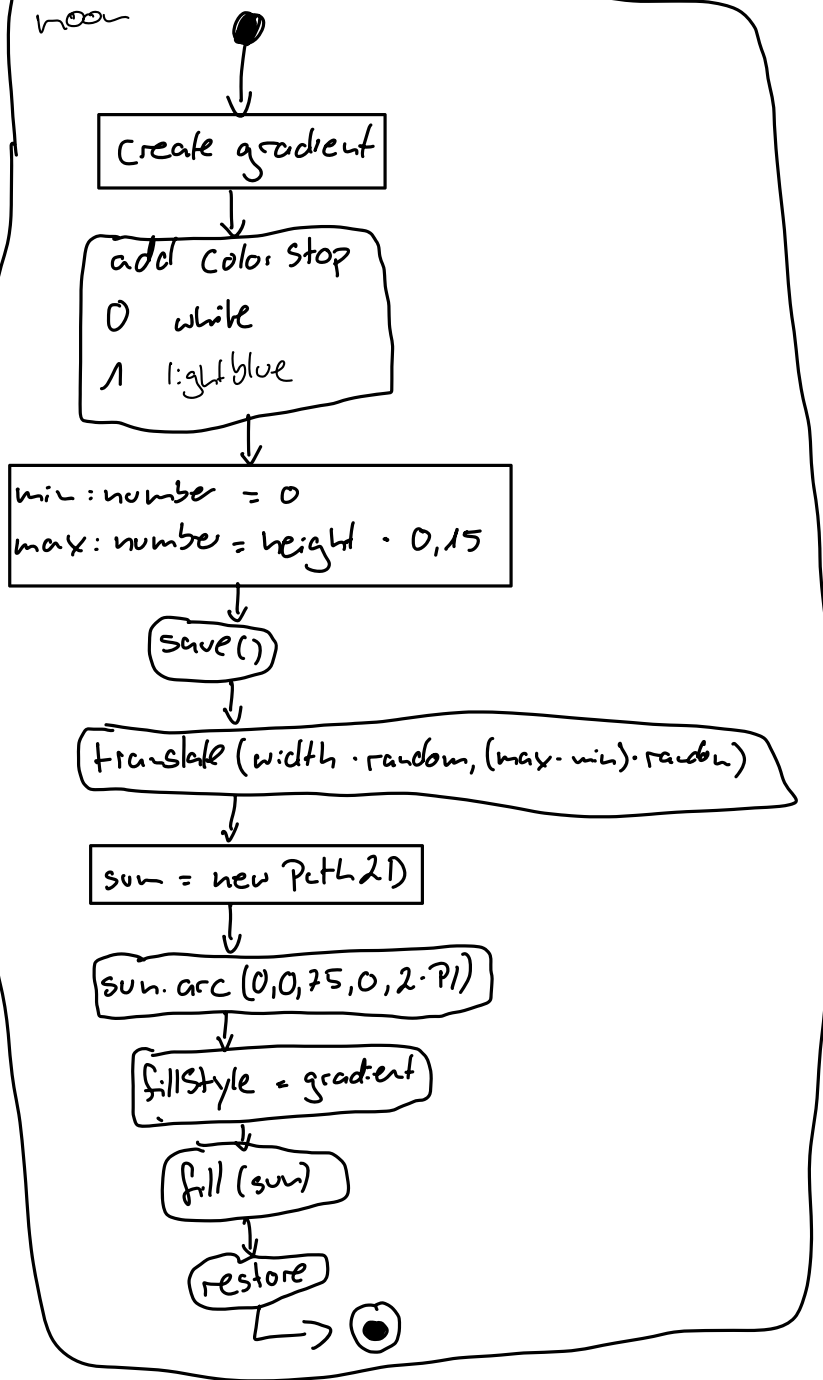 moon
create gradient
add Color Stop
0 white
1 lightblue
min : number = 0
max : number = height · 0,15
save()
translate (width · random, (max - min) · random)
sun = new Path2D
sun. arc (0,0,75,0, 2· PI)
fillStyle = gradient
fill (sun)
restore